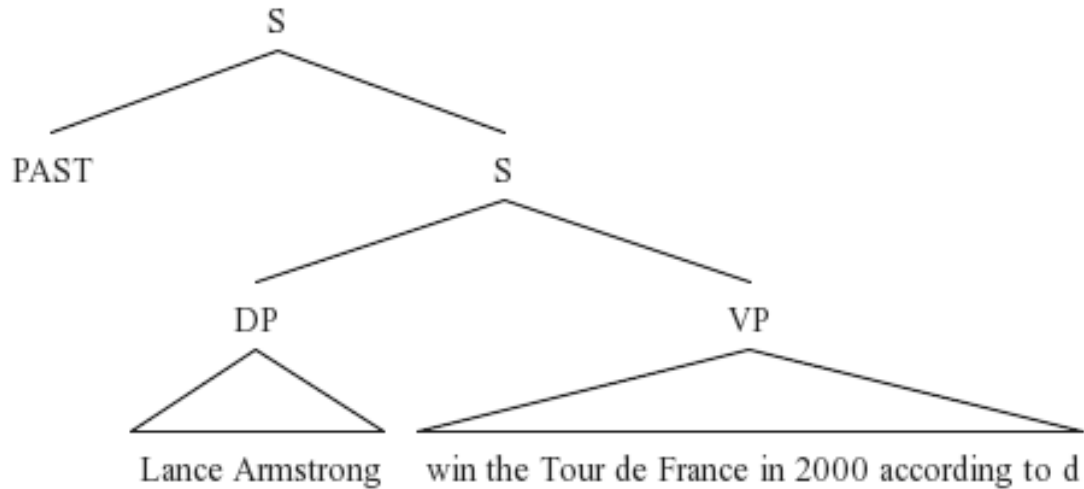 S
PAST S
DP VP
Lance Armstrong win the Tour de France in 2000 according to d